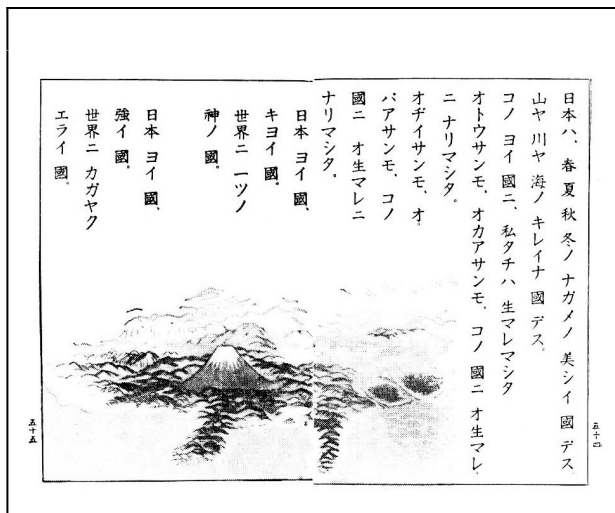 日本ハ、春夏秋冬ノ ナガメノ 美シイ 國 デス
山ヤ 川ヤ 海ノ キレイナ 國 デス、
コノ ヨイ 國ニ、私タチハ 生マレマシタ
オトウサンモ、オカアサンモ、コノ 國ニ オ生マレ
ニ ナリマシタ。
オヂイサンモ、オ
バアサンモ、コノ
國ニ オ生マレニ
ナリマシタ。
五十四
日本 ヨイ 國、
キヨイ 國。
世界ニ 一ツノ
神ノ 國。
日本 ヨイ 國、
強イ 國。
世界ニ カガヤク
エライ 國。
五十五